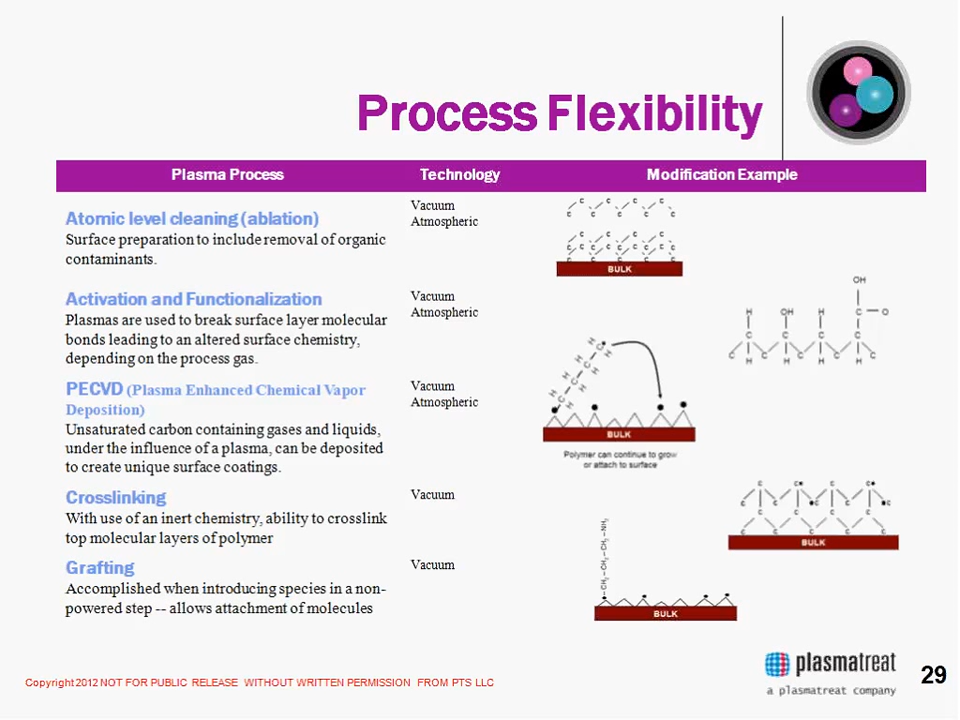 Process Flexibility
Plasma Process Technology Modification Example
Atomic level cleaning (ablation)
Surface preparation to include removal of organic
contaminants.
Vacuum
Atmospheric
BULK
Activation and Functionalization
Plasmas are used to break surface layer molecular
bonds leading to an altered surface chemistry,
depending on the process gas.
Vacuum
Atmospheric
OH
H OH H C O
C C C C C
H H H H
PECVD (Plasma Enhanced Chemical Vapor
Deposition)
Unsaturated carbon containing gases and liquids,
under the influence of a plasma, can be deposited
to create unique surface coatings.
Vacuum
Atmospheric
BULK
Polymer can continue to grow
or attach to surface
Crosslinking
With use of an inert chemistry, ability to crosslink
top molecular layers of polymer
Vacuum
BULK
Grafting
Accomplished when introducing species in a non-
powered step -- allows attachment of molecules
Vacuum
–CH₂–CH₂–CH₂–NH₂
BULK
Copyright 2012 NOT FOR PUBLIC RELEASE WITHOUT WRITTEN PERMISSION FROM PTS LLC
plasmatreat
a plasmatreat company
29